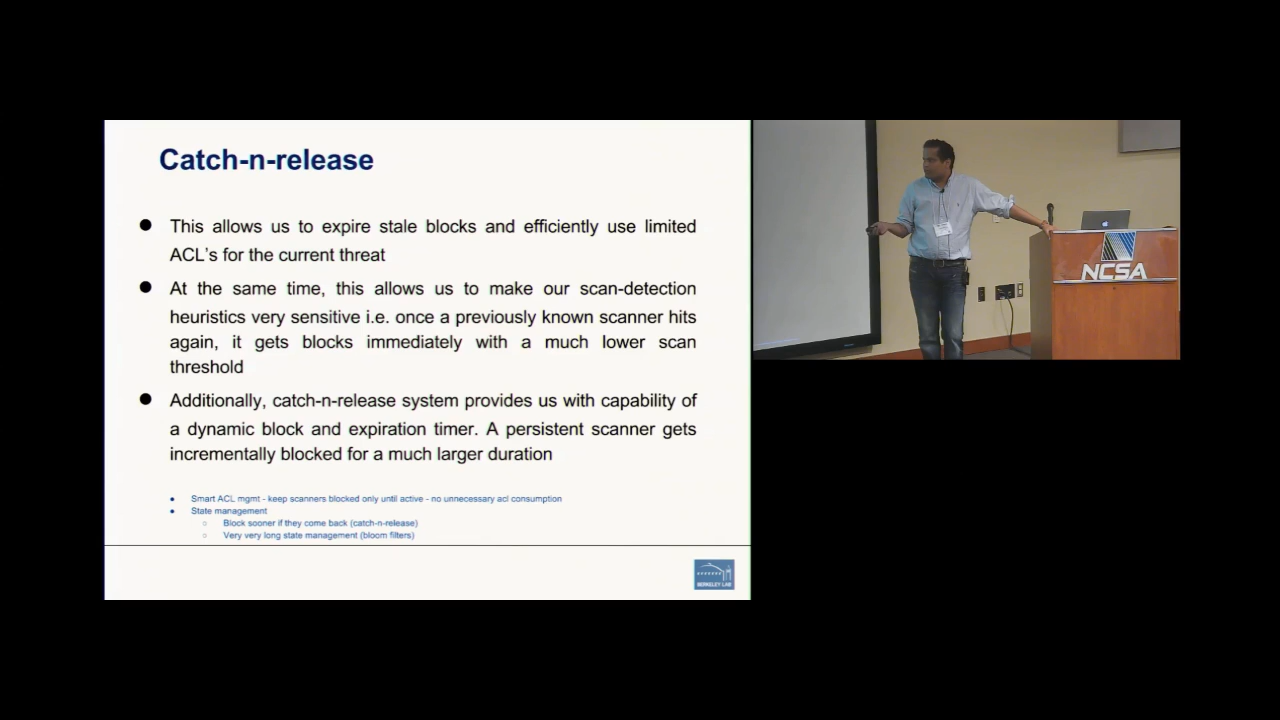 Catch-n-release
● This allows us to expire stale blocks and efficiently use limited
ACL's for the current threat
● At the same time, this allows us to make our scan-detection
heuristics very sensitive i.e. once a previously known scanner hits
again, it gets blocks immediately with a much lower scan
threshold
● Additionally, catch-n-release system provides us with capability of
a dynamic block and expiration timer. A persistent scanner gets
incrementally blocked for a much larger duration
● Smart ACL mgmt - keep scanners blocked only until active - no unnecessary acl consumption
● State management
○ Block sooner if they come back (catch-n-release)
○ Very very long state management (bloom filters)
BERKELEY LAB
NCSA